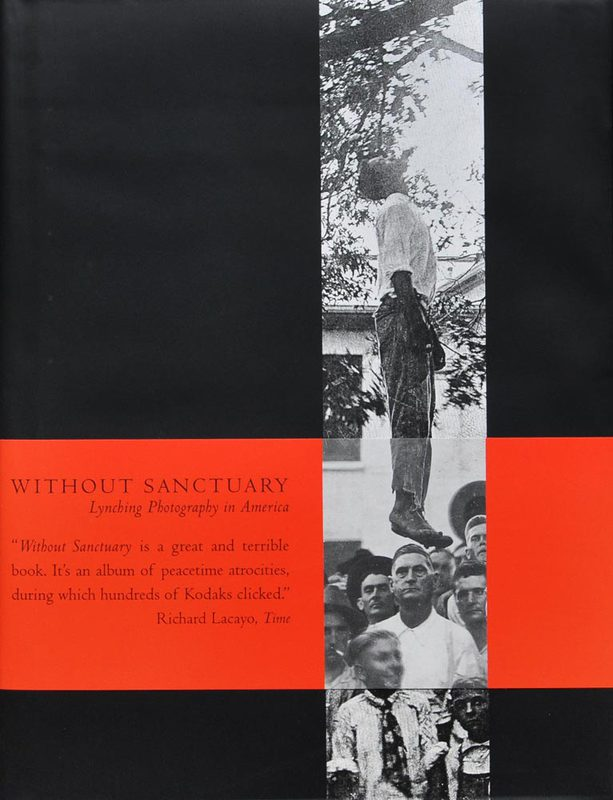 WITHOUT SANCTUARY
Lynching Photography in America
“Without Sanctuary is a great and terrible
book. It’s an album of peacetime atrocities,
during which hundreds of Kodaks clicked.”
Richard Lacayo, Time